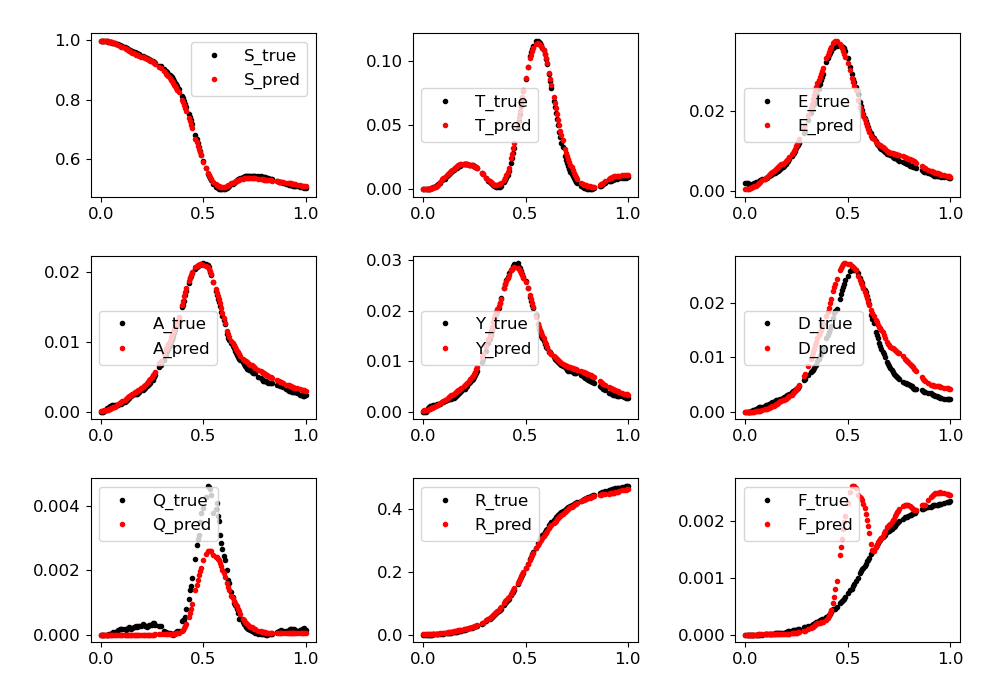 1.0
0.8
0.6
0.0 0.5 1.0
S_true
S_pred
0.10
0.05
0.00
0.0 0.5 1.0
T_true
T_pred
0.02
0.00
0.0 0.5 1.0
E_true
E_pred
0.02
0.01
0.00
0.0 0.5 1.0
A_true
A_pred
0.03
0.02
0.01
0.00
0.0 0.5 1.0
Y_true
Y_pred
0.02
0.01
0.00
0.0 0.5 1.0
D_true
D_pred
0.004
0.002
0.000
0.0 0.5 1.0
Q_true
Q_pred
0.4
0.2
0.0
0.0 0.5 1.0
R_true
R_pred
0.002
0.001
0.000
0.0 0.5 1.0
F_true
F_pred